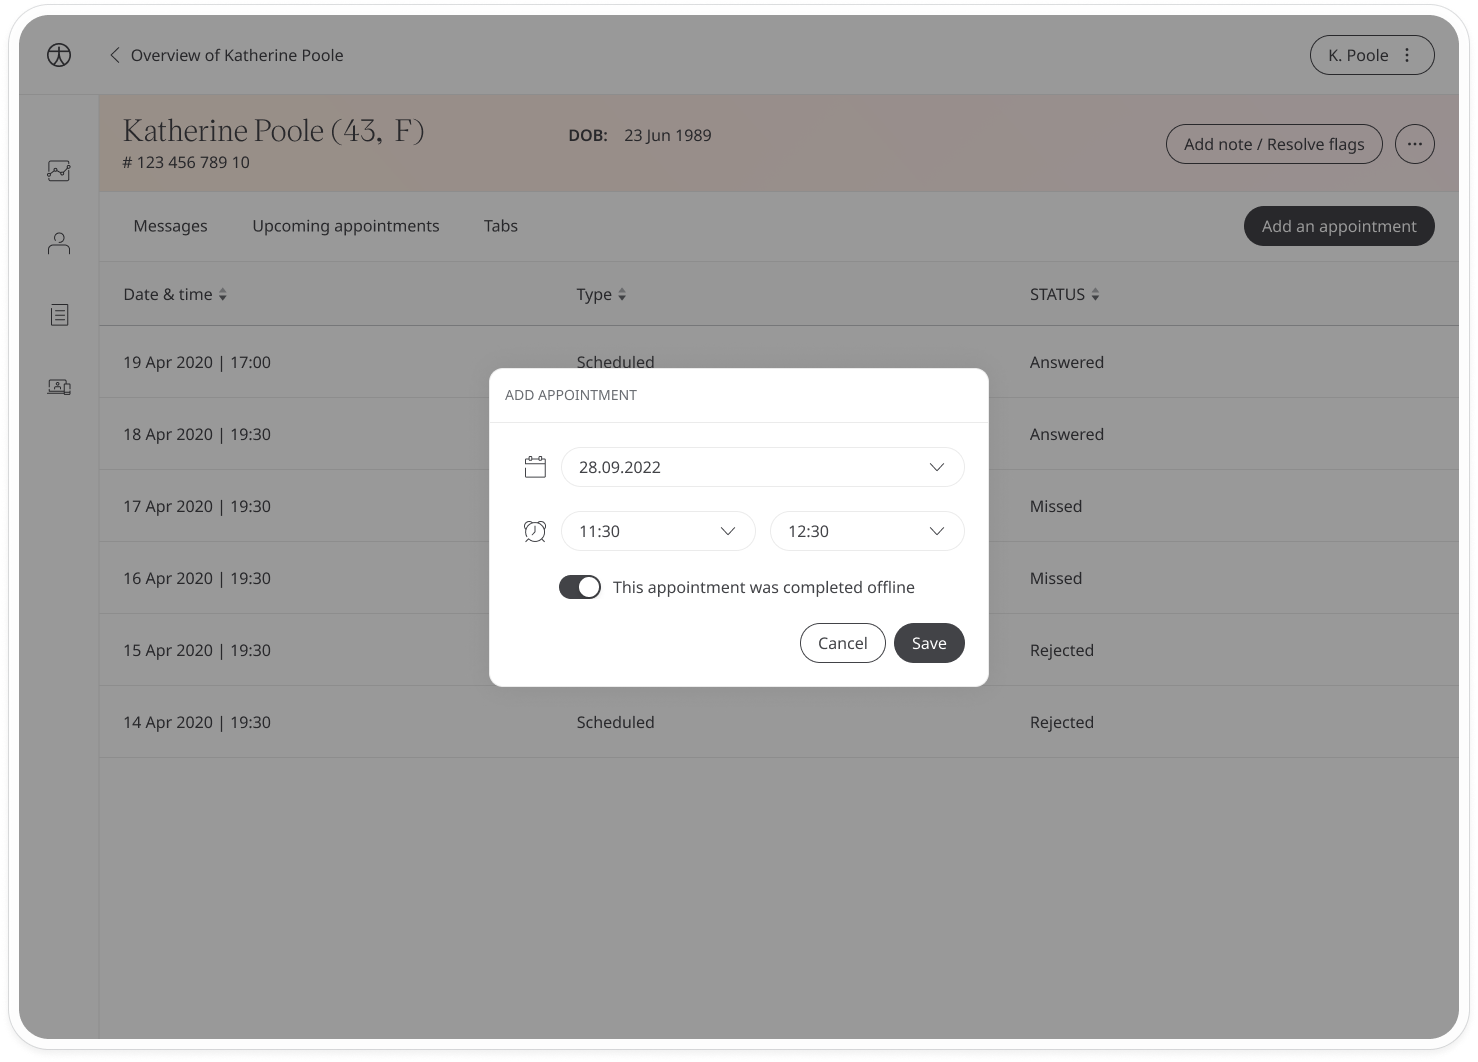 Overview of Katherine Poole
K. Poole
Katherine Poole (43, F)
DOB: 23 Jun 1989
# 123 456 789 10
Add note / Resolve flags
Messages Upcoming appointments Tabs
Add an appointment
Date & time Type STATUS
19 Apr 2020 | 17:00 Scheduled Answered
18 Apr 2020 | 19:30 Answered
17 Apr 2020 | 19:30 Missed
16 Apr 2020 | 19:30 Missed
15 Apr 2020 | 19:30 Rejected
14 Apr 2020 | 19:30 Scheduled Rejected
ADD APPOINTMENT
28.09.2022
11:30 12:30
This appointment was completed offline
Cancel Save